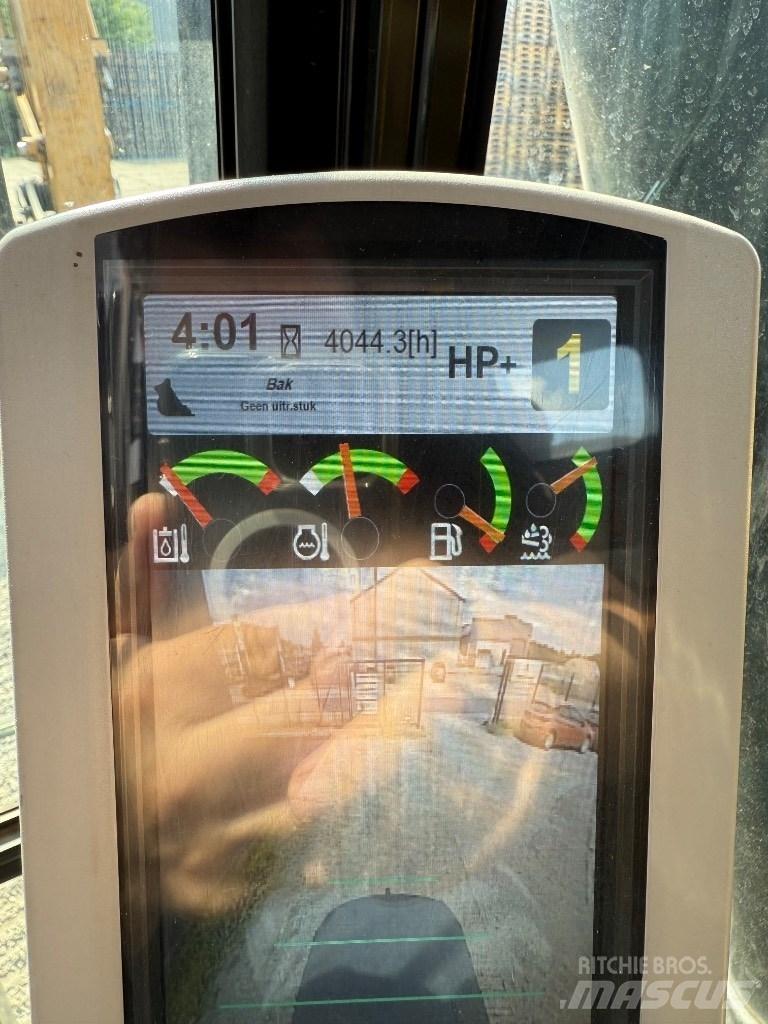 4:01 4044.3[h] HP+ 1
Bak
Geen uitr.stuk
RITCHIE BROS.
MASCUS